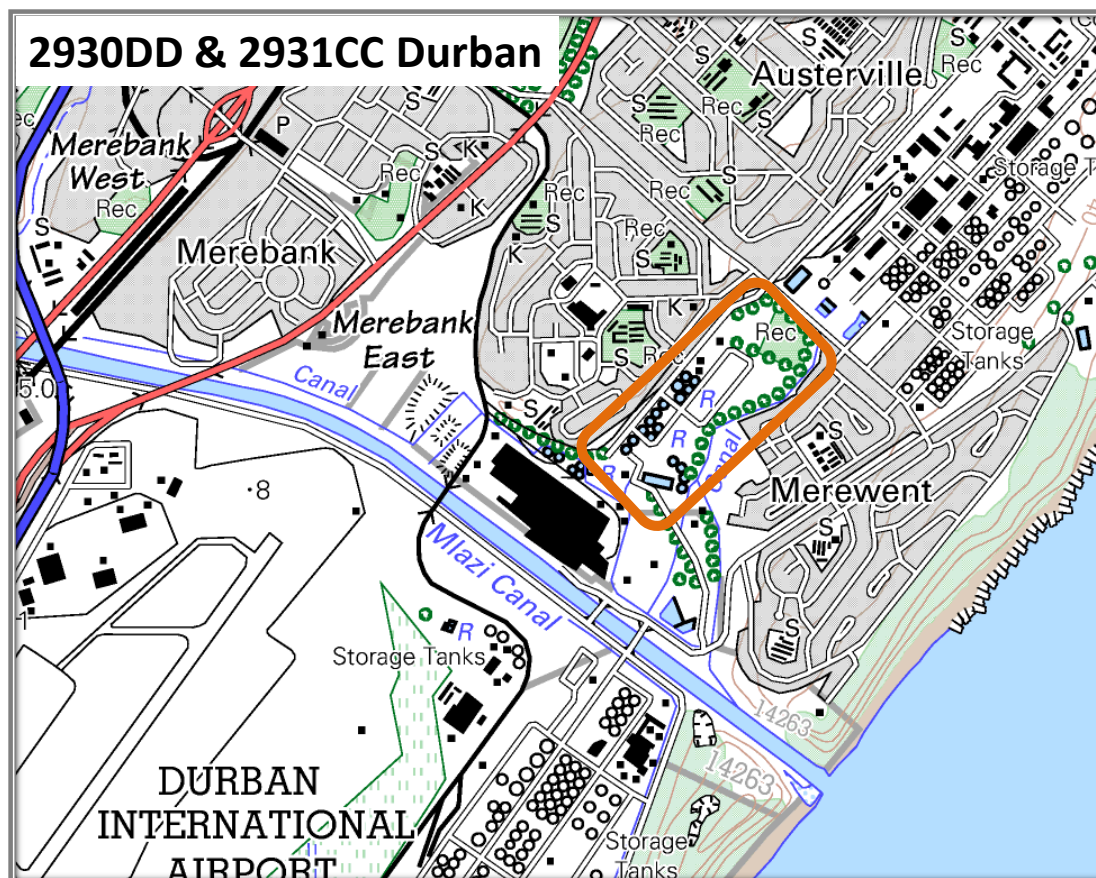 2930DD & 2931CC Durban
Austerville
S
Rec
S
S
Rec
S
Rec
S
Rec
P
Merebank
West
Rec
S
K
Rec
S
K
Rec
S
K
Rec
S
Rec
S
Storage T
40
S
Merebank
Merebank
East
K
Rec
Storage
Tanks
S
Rec
Canal
5.0
S
R
R
R
Canal
S
Merewent
S
S
·8
Mlazi Canal
1
R
Storage Tanks
14263
14263
DURBAN
INTERNATIONAL
AIRPORT
Storage
Tanks